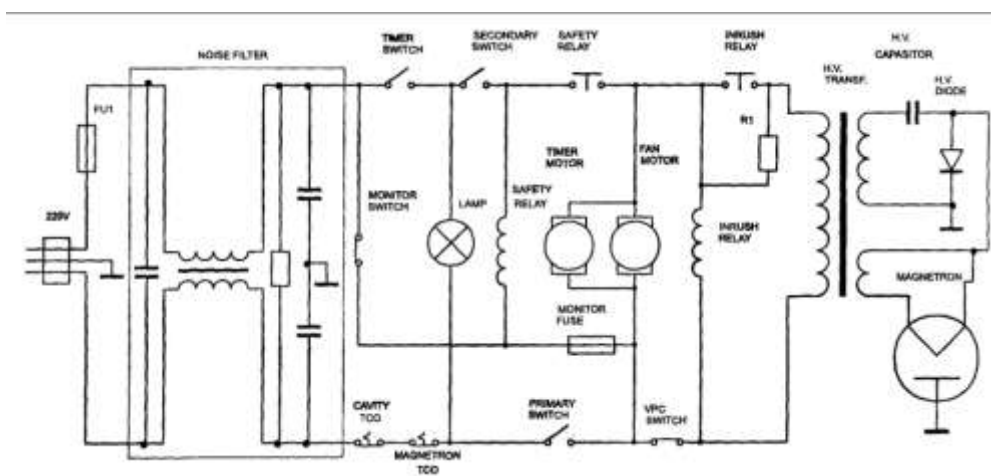 NOISE FILTER
TIMER
SWITCH
SECONDARY
SWITCH
SAFETY
RELAY
INRUSH
RELAY
H.V.
CAPASITOR
H.V.
TRANSF.
H.V.
DIODE
FU1
R1
TIMER
MOTOR
FAN
MOTOR
MONITOR
SWITCH
LAMP
SAFETY
RELAY
220V
INRUSH
RELAY
MAGNETRON
MONITOR
FUSE
CAVITY
TCO
PRIMARY
SWITCH
VPC
SWITCH
MAGNETRON
TCO